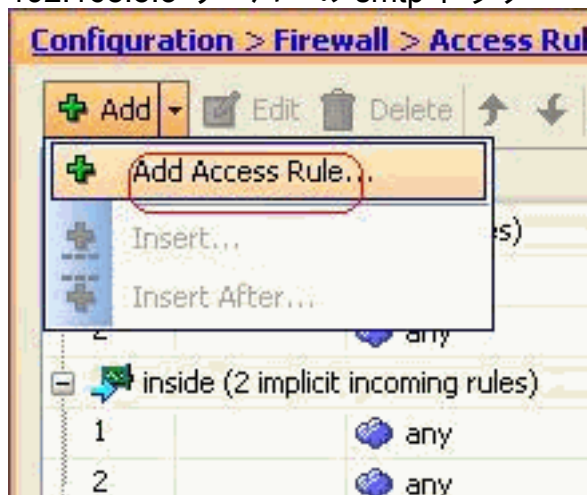 Configuration > Firewall > Access Rul
Add Edit Delete
Add Access Rule...
Insert... s)
Insert After...
2 any
inside (2 implicit incoming rules)
1 any
2 any